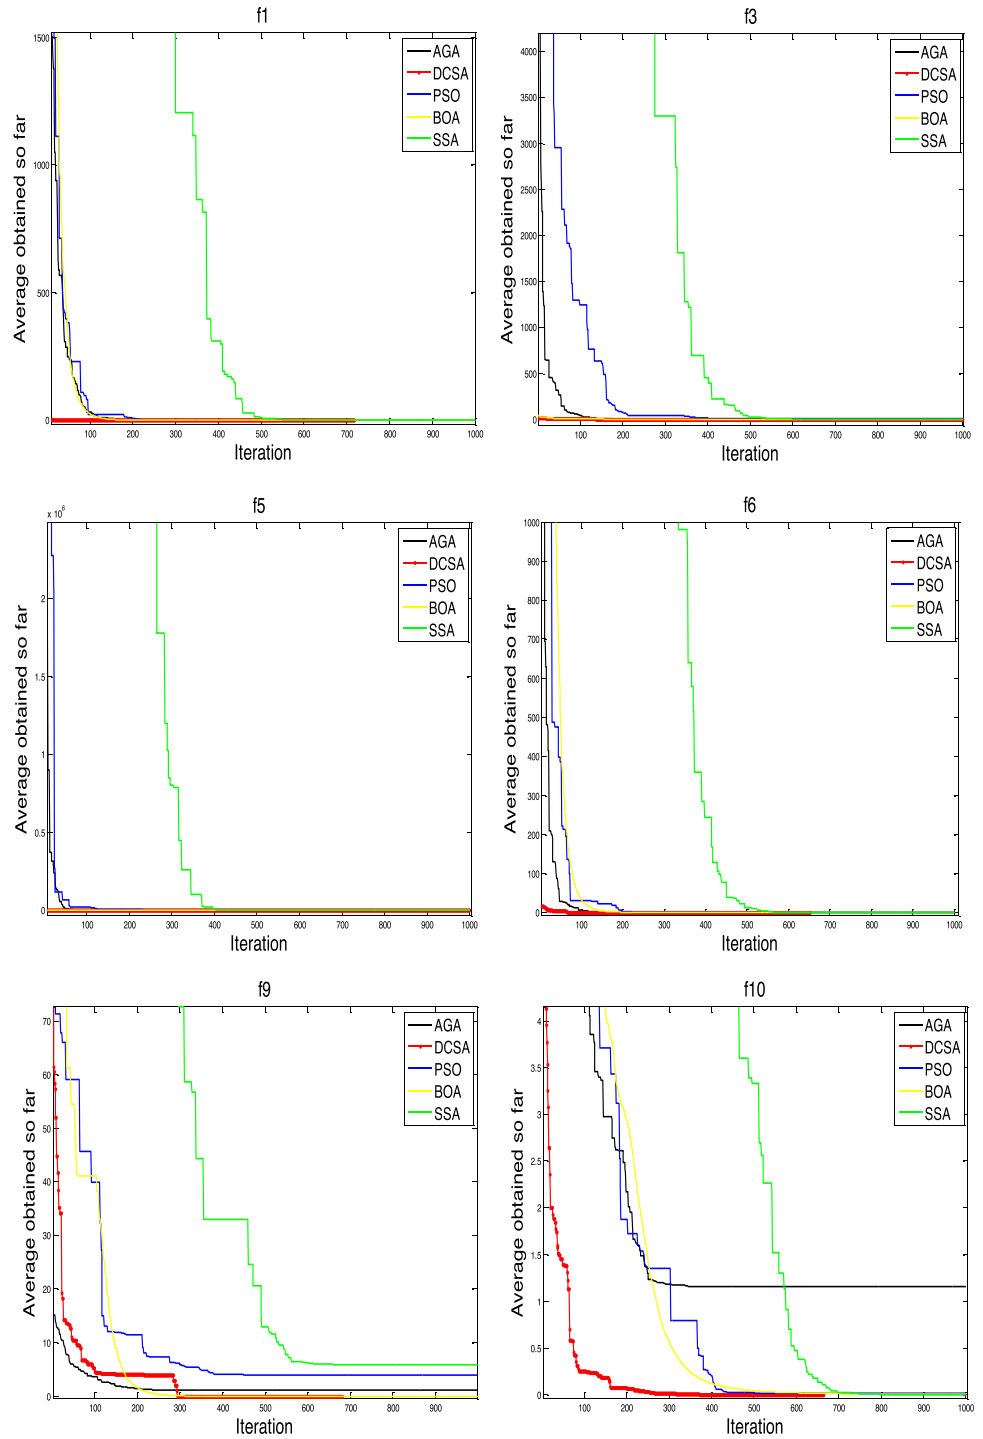 f1
1500
1000
500
0
100 200 300 400 500 600 700 800 900 1000
Average obtained so far
Iteration
AGA
DCSA
PSO
BOA
SSA
f3
4000
3500
3000
2500
2000
1500
1000
500
0
100 200 300 400 500 600 700 800 900 1000
Average obtained so far
Iteration
AGA
DCSA
PSO
BOA
SSA
f5
x 10^6
2
1.5
1
0.5
0
100 200 300 400 500 600 700 800 900 1000
Average obtained so far
Iteration
AGA
DCSA
PSO
BOA
SSA
f6
1000
900
800
700
600
500
400
300
200
100
0
100 200 300 400 500 600 700 800 900 1000
Average obtained so far
Iteration
AGA
DCSA
PSO
BOA
SSA
f9
70
60
50
40
30
20
10
0
100 200 300 400 500 600 700 800 900
Average obtained so far
Iteration
AGA
DCSA
PSO
BOA
SSA
f10
4
3.5
3
2.5
2
1.5
1
0.5
0
100 200 300 400 500 600 700 800 900 1000
Average obtained so far
Iteration
AGA
DCSA
PSO
BOA
SSA